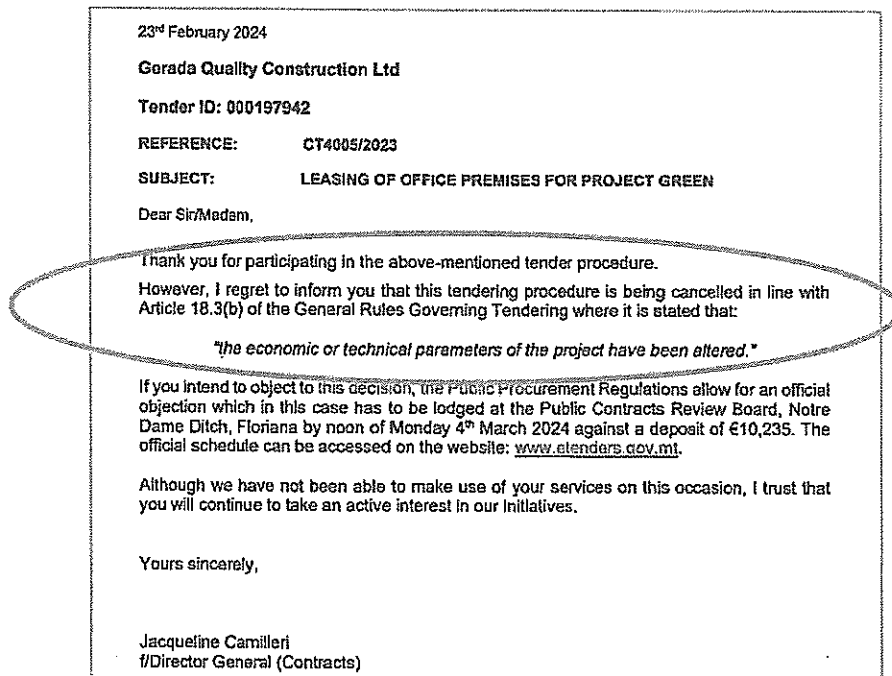 23rd February 2024
Gerada Quality Construction Ltd
Tender ID: 000197942
REFERENCE: CT4005/2023
SUBJECT: LEASING OF OFFICE PREMISES FOR PROJECT GREEN
Dear Sir/Madam,
Thank you for participating in the above-mentioned tender procedure.
However, I regret to inform you that this tendering procedure is being cancelled in line with
Article 18.3(b) of the General Rules Governing Tendering where it is stated that:
"the economic or technical parameters of the project have been altered."
If you intend to object to this decision, the Public Procurement Regulations allow for an official
objection which in this case has to be lodged at the Public Contracts Review Board, Notre
Dame Ditch, Floriana by noon of Monday 4th March 2024 against a deposit of €10,235. The
official schedule can be accessed on the website: www.etenders.gov.mt.
Although we have not been able to make use of your services on this occasion, I trust that
you will continue to take an active interest in our Initiatives.
Yours sincerely,
Jacqueline Camilleri
f/Director General (Contracts)